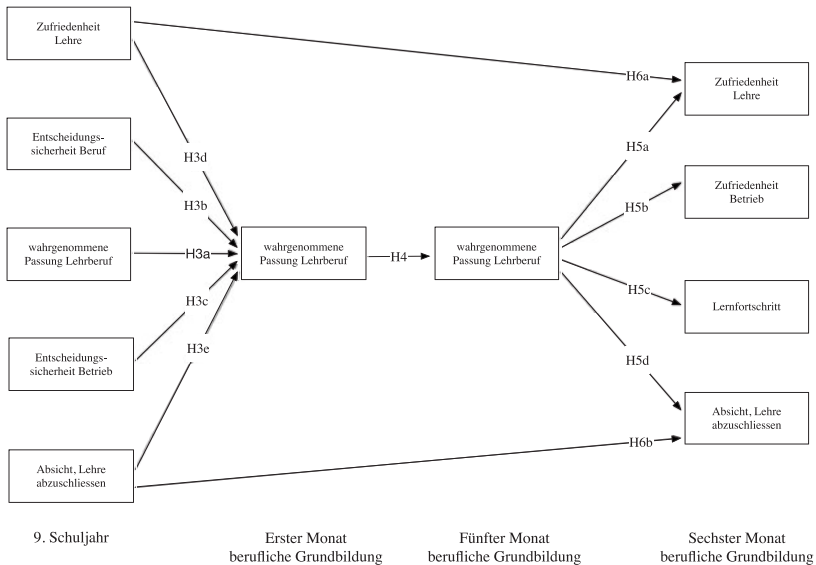 Zufriedenheit
Lehre
Entscheidungs-
sicherheit Beruf
wahrgenommene
Passung Lehrberuf
Entscheidungs-
sicherheit Betrieb
Absicht, Lehre
abzuschliessen
9. Schuljahr
H3d
H3b
H3a
H3c
H3e
wahrgenommene
Passung Lehrberuf
Erster Monat
berufliche Grundbildung
H4
wahrgenommene
Passung Lehrberuf
Fünfter Monat
berufliche Grundbildung
H6a
H5a
H5b
H5c
H5d
H6b
Zufriedenheit
Lehre
Zufriedenheit
Betrieb
Lernfortschritt
Absicht, Lehre
abzuschliessen
Sechster Monat
berufliche Grundbildung